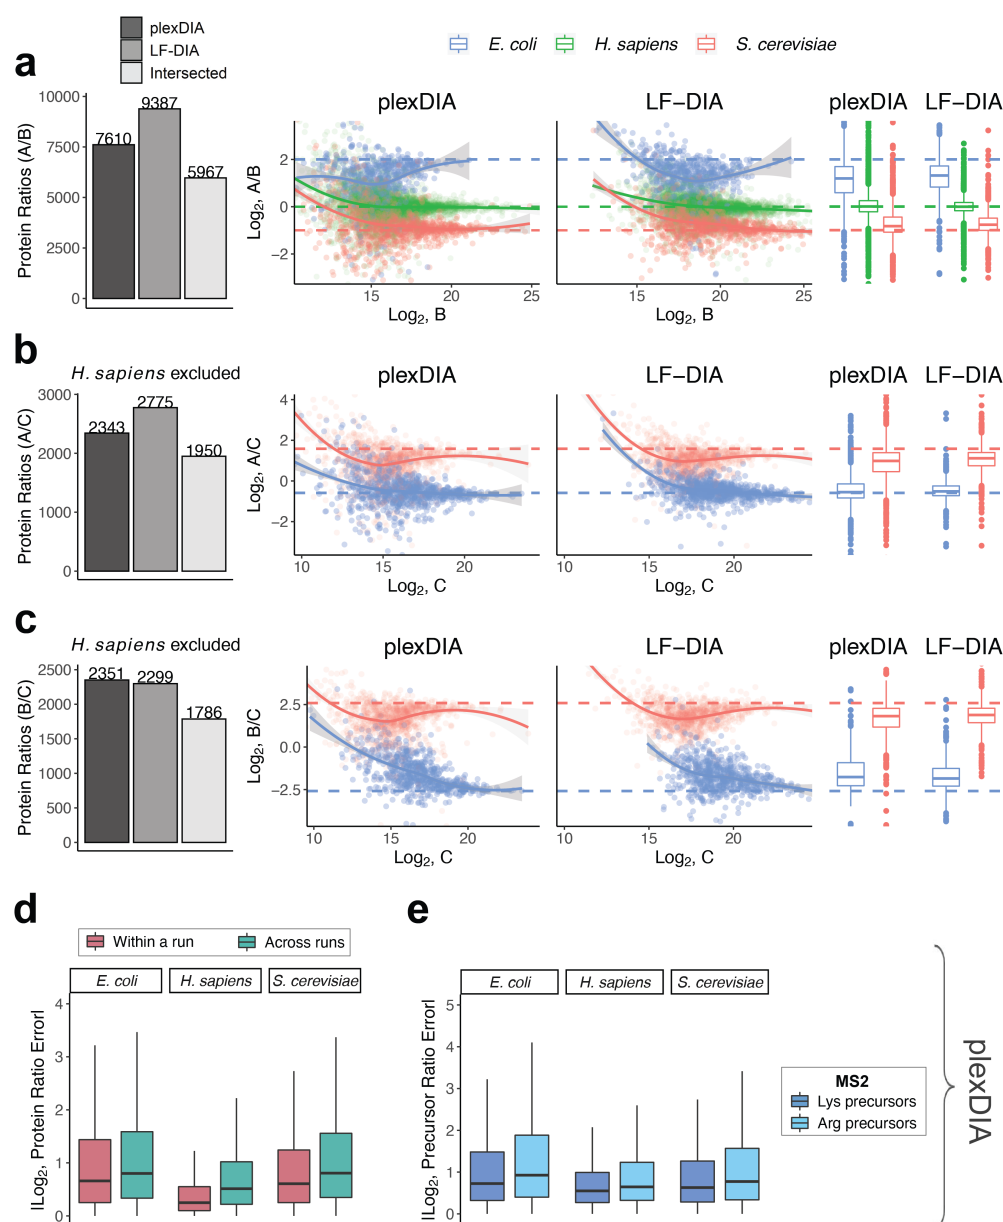 plexDIA
LF-DIA
Intersected
E. coli
H. sapiens
S. cerevisiae
a
Protein Ratios (A/B)
10000
7500
5000
2500
0
7610
9387
5967
plexDIA
LF−DIA
plexDIA
LF−DIA
Log2, A/B
2
0
−2
15
20
25
Log2, B
15
20
25
Log2, B
b
H. sapiens excluded
Protein Ratios (A/C)
3000
2000
1000
0
2343
2775
1950
plexDIA
LF−DIA
plexDIA
LF−DIA
Log2, A/C
4
2
0
−2
10
15
20
Log2, C
10
15
20
Log2, C
c
H. sapiens excluded
Protein Ratios (B/C)
2500
2000
1500
1000
500
0
2351
2299
1786
plexDIA
LF−DIA
plexDIA
LF−DIA
Log2, B/C
2.5
0.0
−2.5
10
15
20
Log2, C
10
15
20
Log2, C
d
Within a run
Across runs
E. coli
H. sapiens
S. cerevisiae
|Log2, Protein Ratio Error|
4
3
2
1
0
e
E. coli
H. sapiens
S. cerevisiae
|Log2, Precursor Ratio Error|
5
4
3
2
1
0
MS2
Lys precursors
Arg precursors
plexDIA